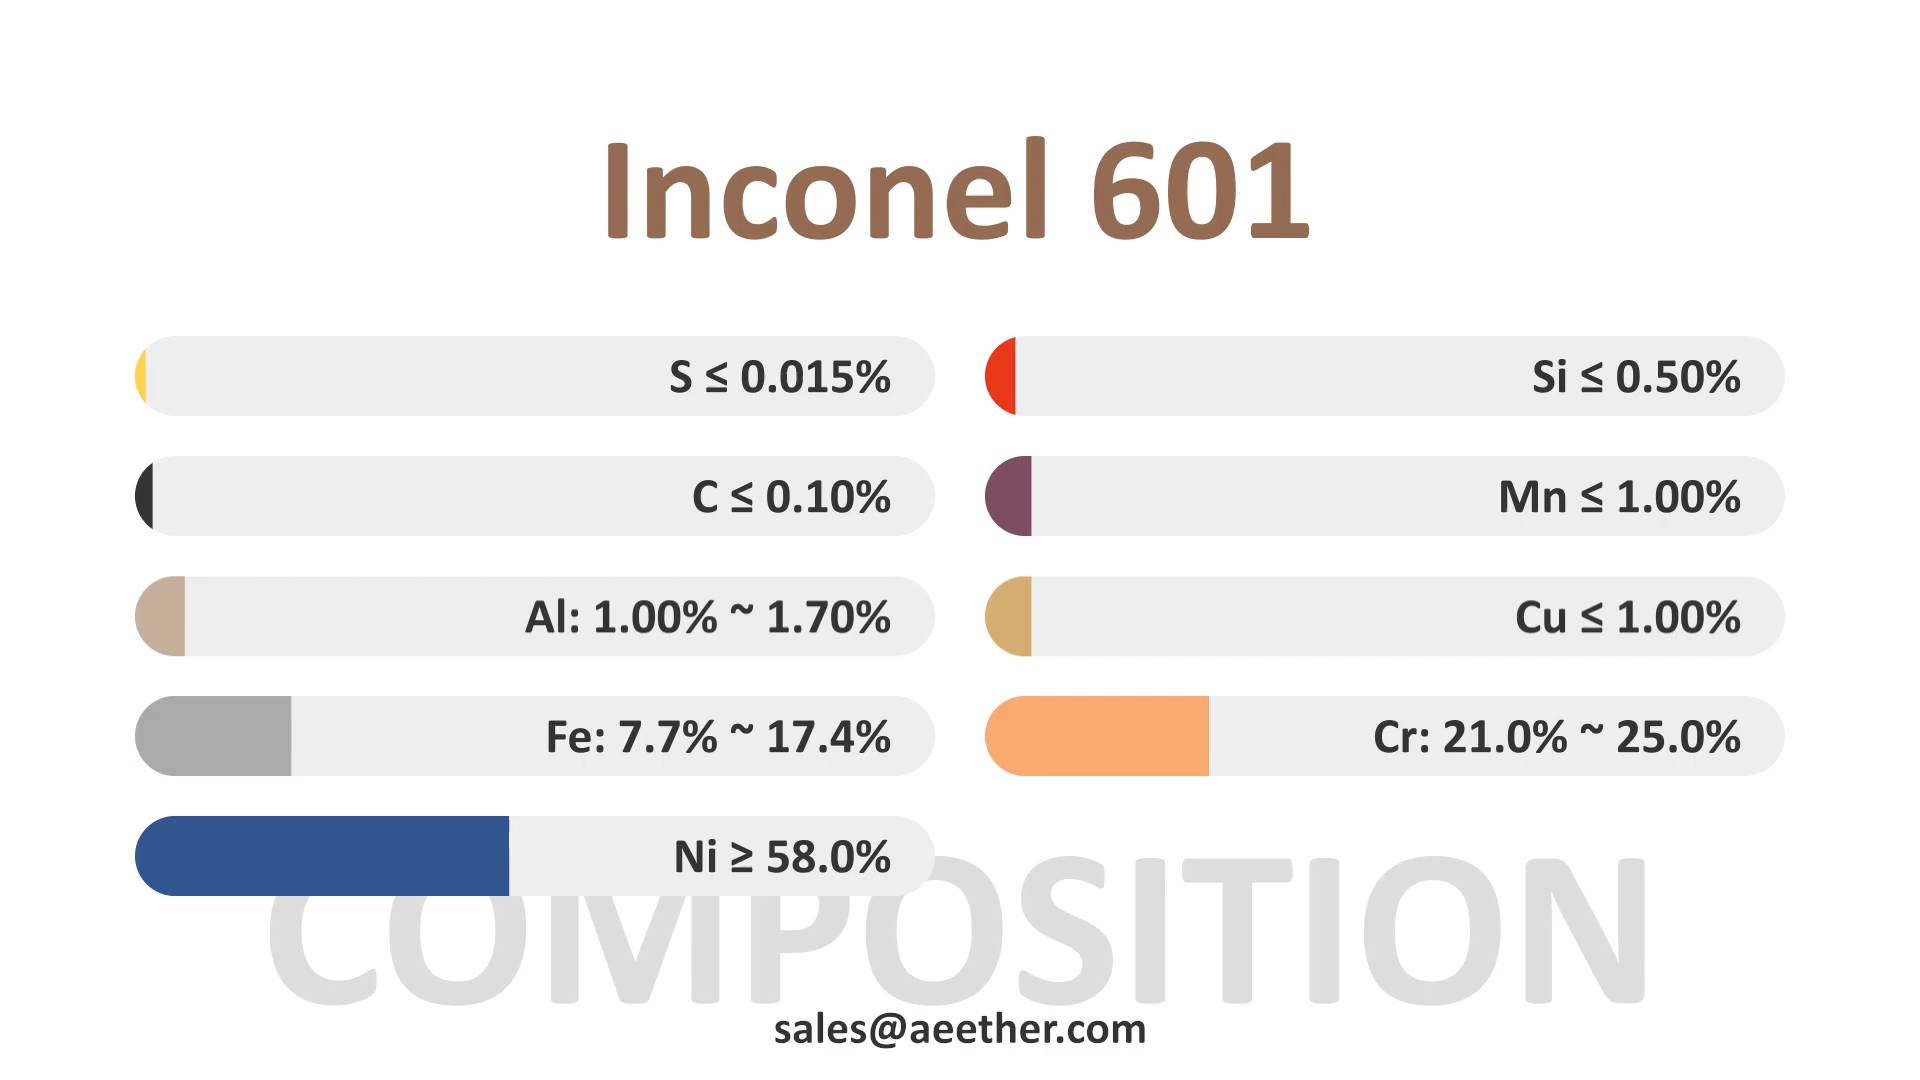 Inconel 601
S ≤ 0.015%
Si ≤ 0.50%
C ≤ 0.10%
Mn ≤ 1.00%
Al: 1.00% ~ 1.70%
Cu ≤ 1.00%
Fe: 7.7% ~ 17.4%
Cr: 21.0% ~ 25.0%
Ni ≥ 58.0%
COMPOSITION
sales@aeether.com